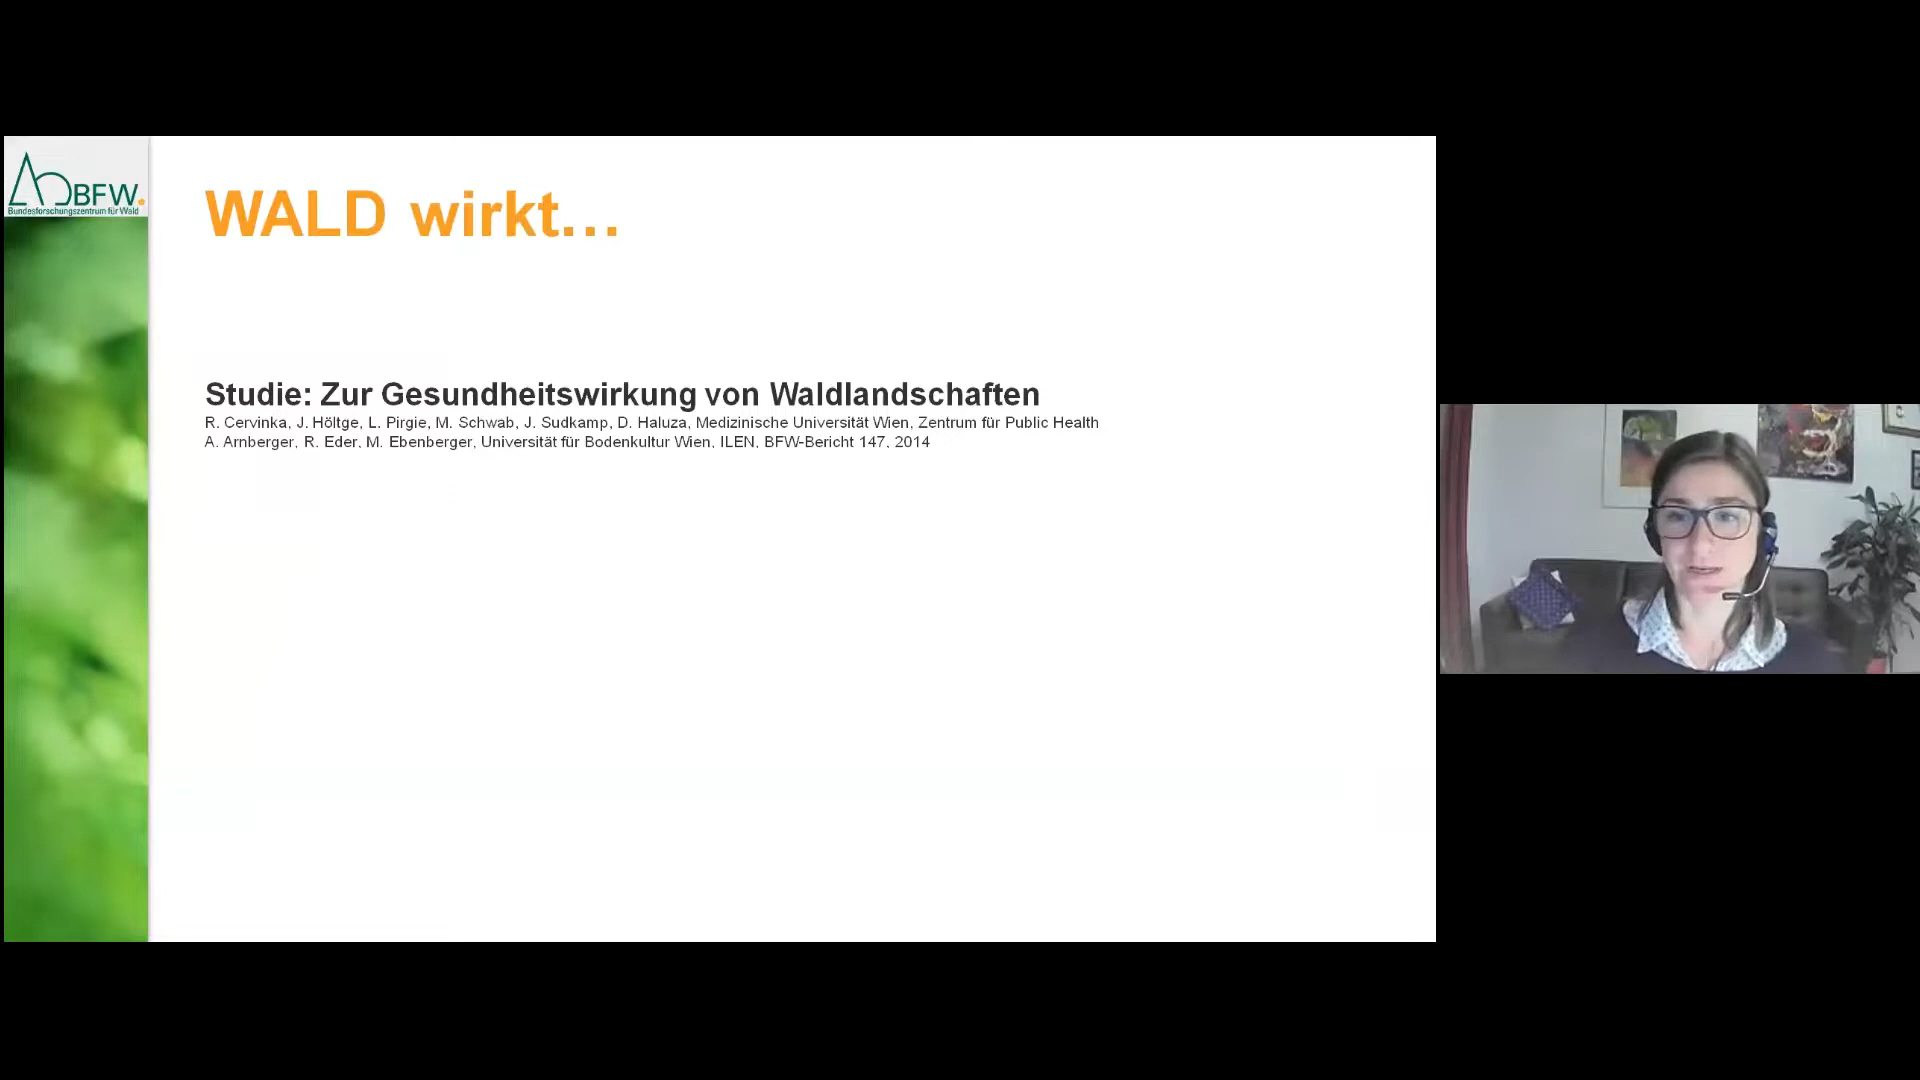 BFW.
Bundesforschungszentrum für Wald
WALD wirkt...
Studie: Zur Gesundheitswirkung von Waldlandschaften
R. Cervinka, J. Höltge, L. Pirgie, M. Schwab, J. Sudkamp, D. Haluza, Medizinische Universität Wien, Zentrum für Public Health
A. Arnberger, R. Eder, M. Ebenberger, Universität für Bodenkultur Wien, ILEN, BFW-Bericht 147, 2014